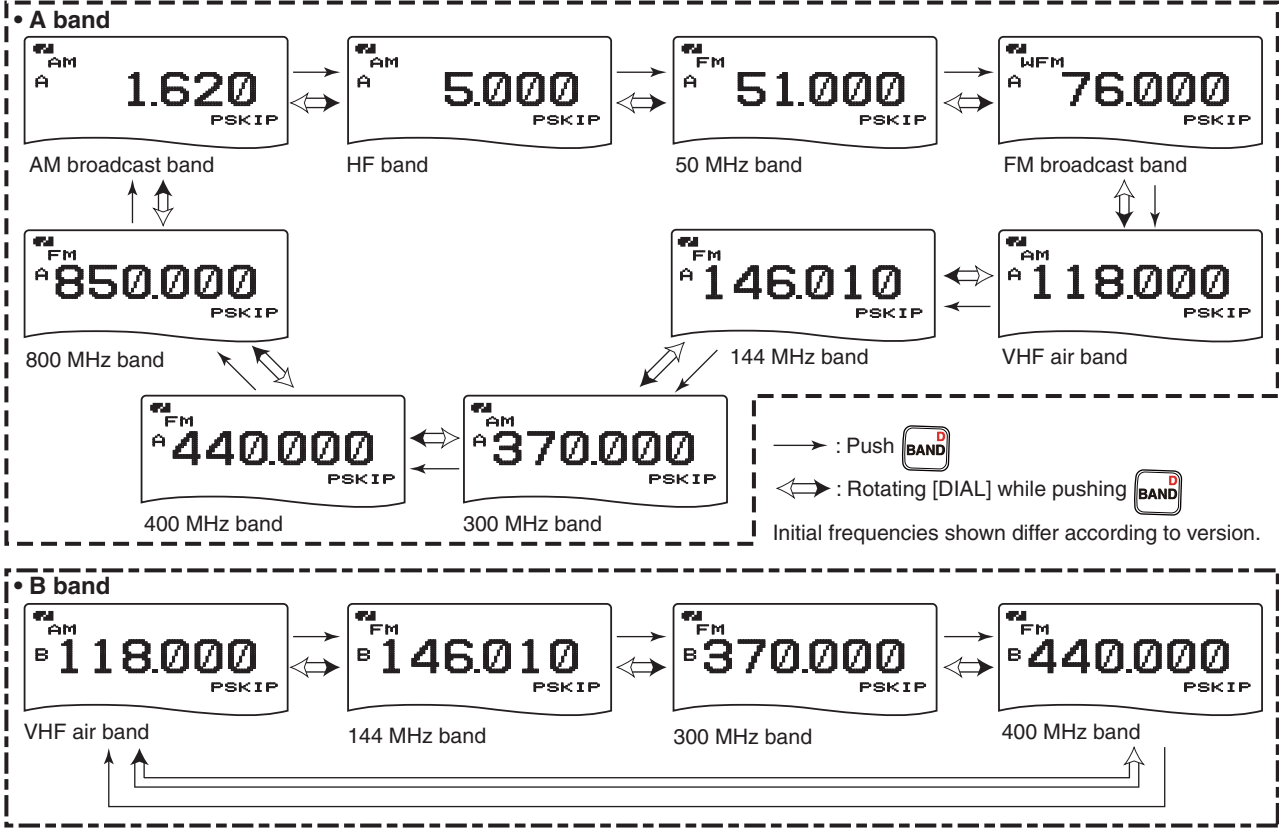 • A band
AM
A 1.620
PSKIP
AM broadcast band
AM
A 5.000
PSKIP
HF band
FM
A 51.000
PSKIP
50 MHz band
WFM
A 76.000
PSKIP
FM broadcast band
FM
A 850.000
PSKIP
800 MHz band
FM
A 146.010
PSKIP
144 MHz band
AM
A 118.000
PSKIP
VHF air band
FM
A 440.000
PSKIP
400 MHz band
AM
A 370.000
PSKIP
300 MHz band
: Push BAND D
: Rotating [DIAL] while pushing BAND D
Initial frequencies shown differ according to version.
• B band
AM
B 118.000
PSKIP
VHF air band
FM
B 146.010
PSKIP
144 MHz band
FM
B 370.000
PSKIP
300 MHz band
FM
B 440.000
PSKIP
400 MHz band